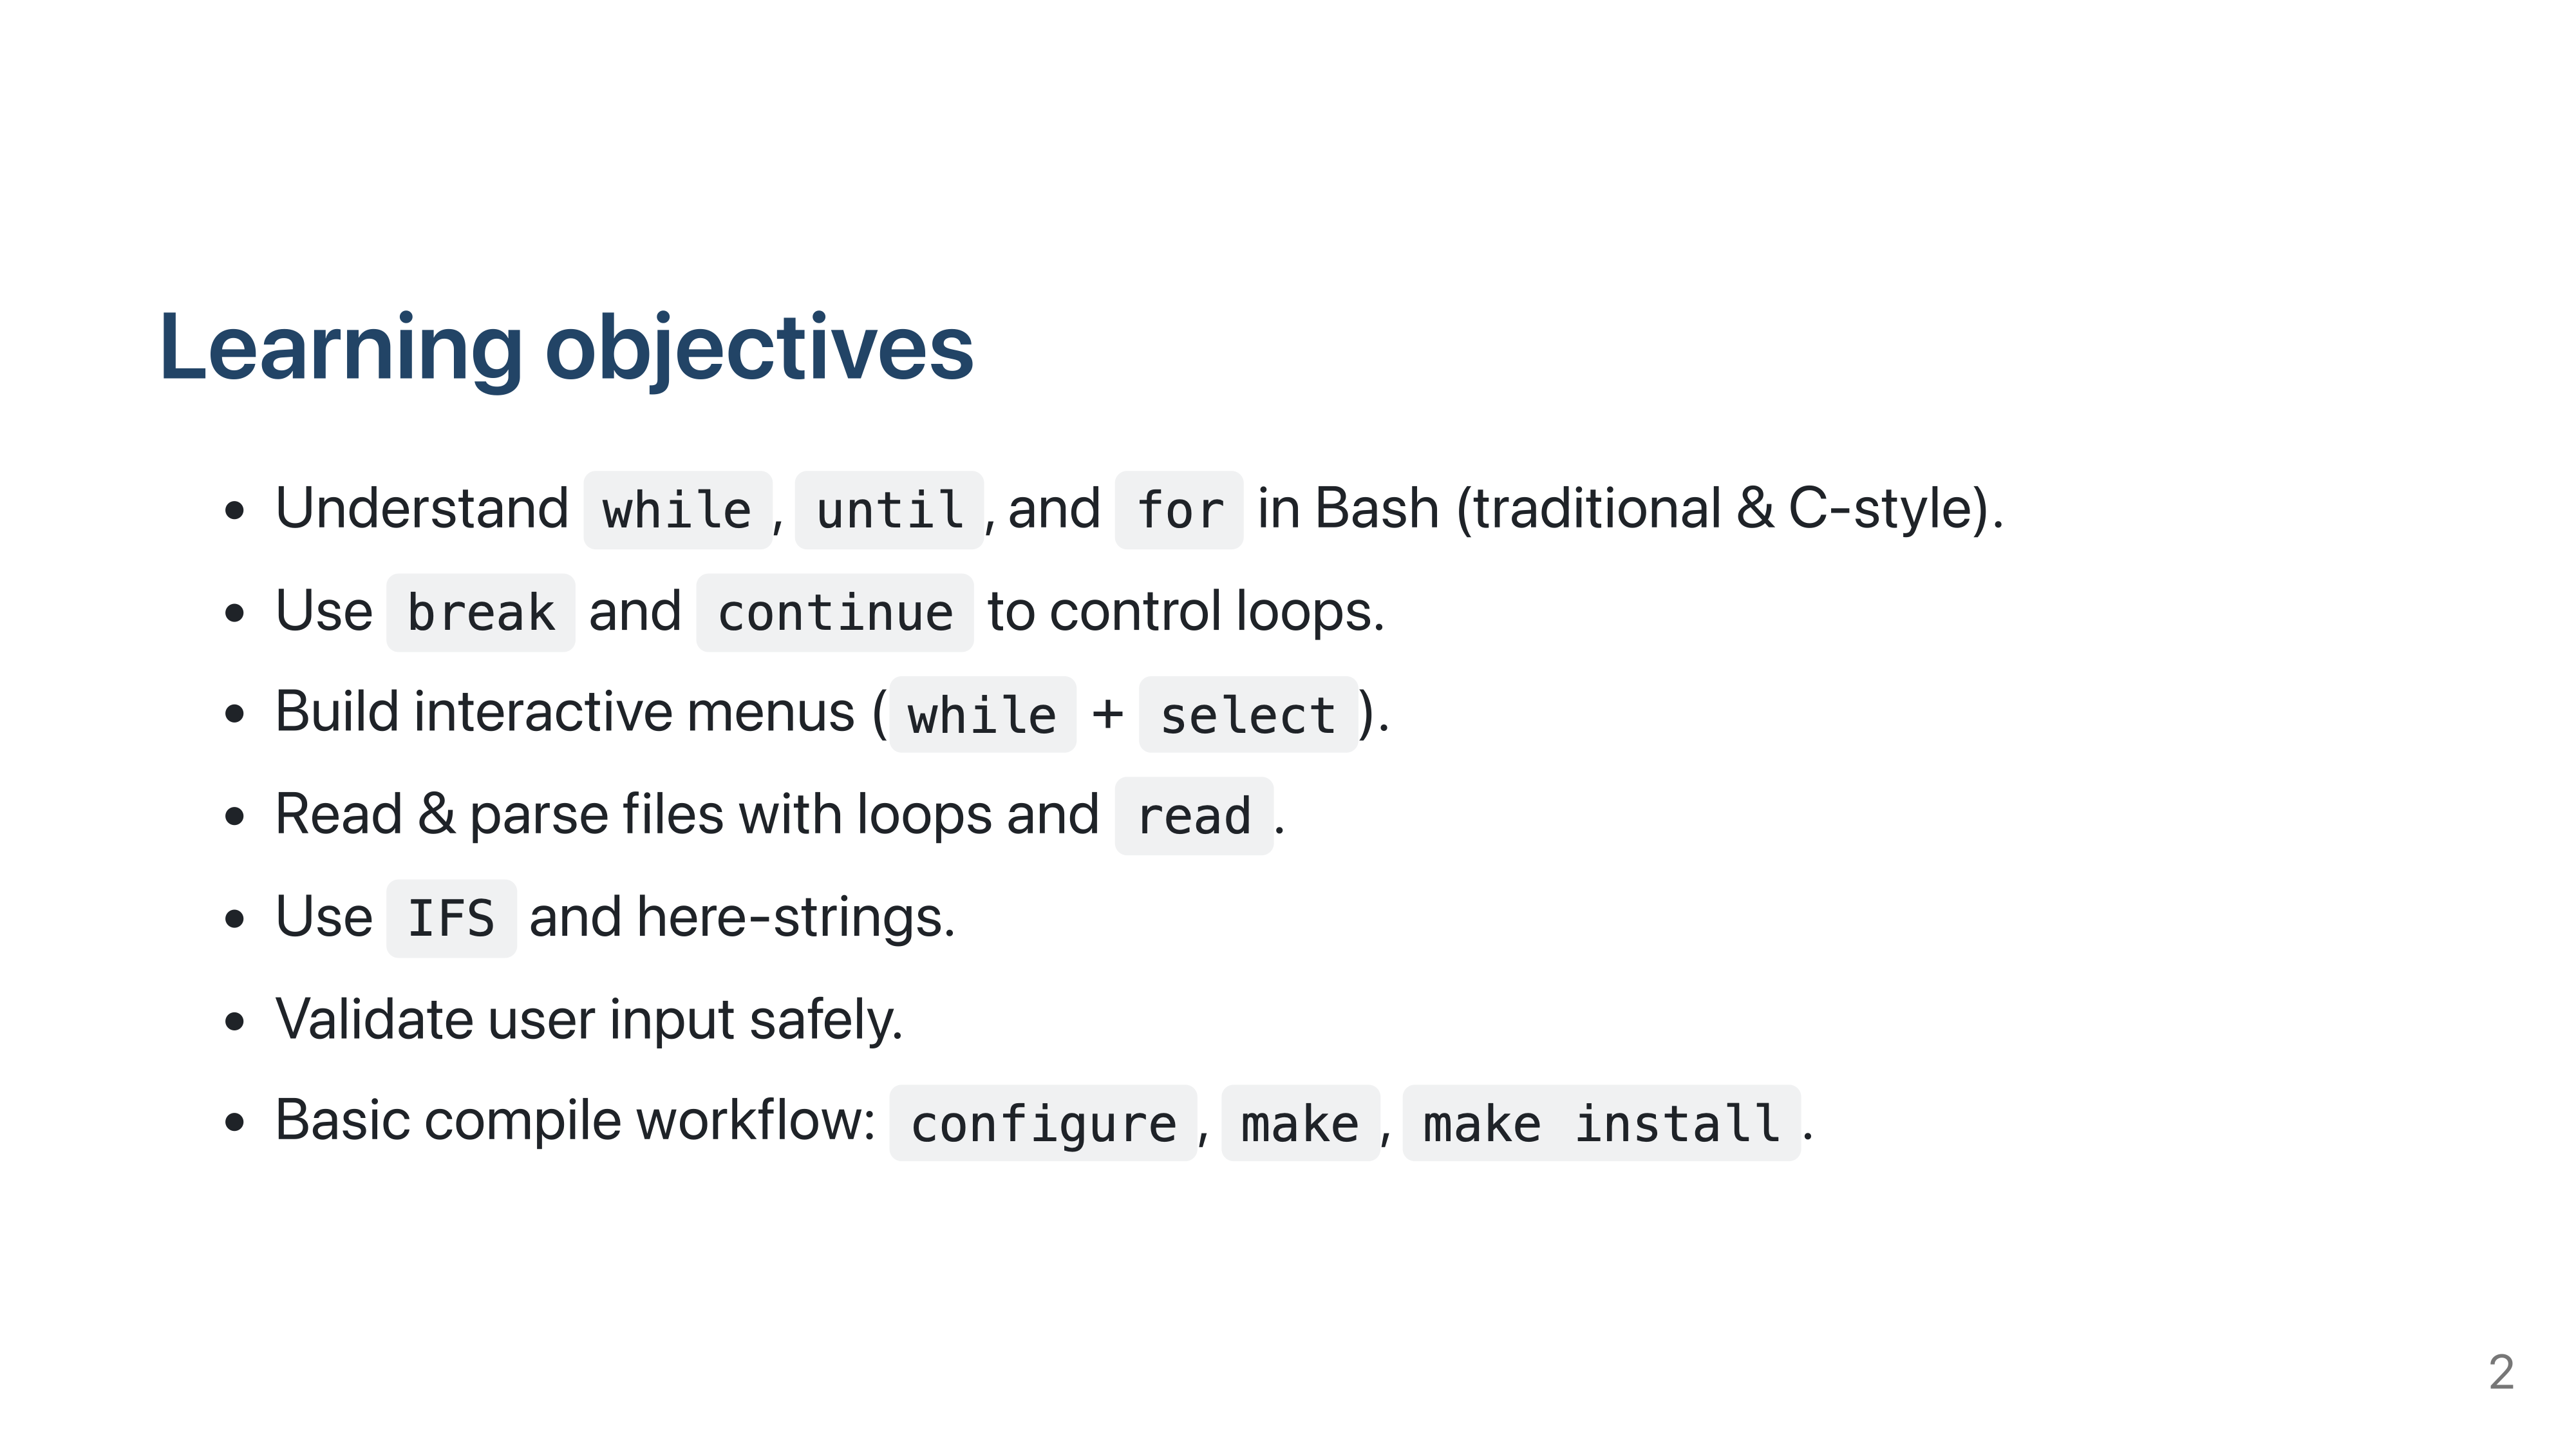 Learning objectives
• Understand while, until, and for in Bash (traditional & C-style).
• Use break and continue to control loops.
• Build interactive menus (while + select).
• Read & parse files with loops and read.
• Use IFS and here-strings.
• Validate user input safely.
• Basic compile workflow: configure, make, make install.
2